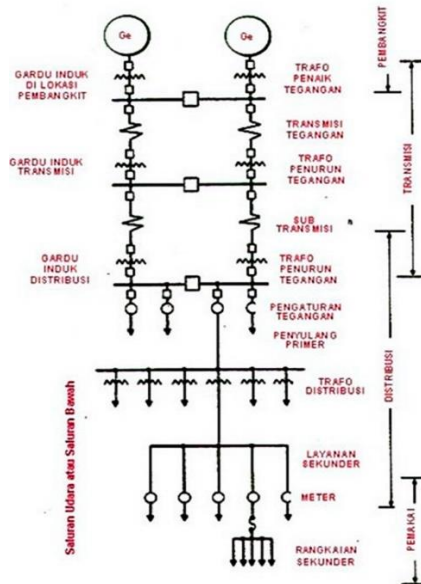 Ge
Ge
GARDU INDUK
DI LOKASI
PEMBANGKIT
TRAFO
PENAIK
TEGANGAN
PEMBANGKIT
TRANSMISI
TEGANGAN
GARDU INDUK
TRANSMISI
TRAFO
PENURUN
TEGANGAN
TRANSMISI
SUB
TRANSMISI
GARDU
INDUK
DISTRIBUSI
TRAFO
PENURUN
TEGANGAN
PENGATURAN
TEGANGAN
PENYULANG
PRIMER
TRAFO
DISTRIBUSI
DISTRIBUSI
Saluran Udara atau Saluran Bawah
LAYANAN
SEKUNDER
METER
RANGKAIAN
SEKUNDER
PEMAKAI